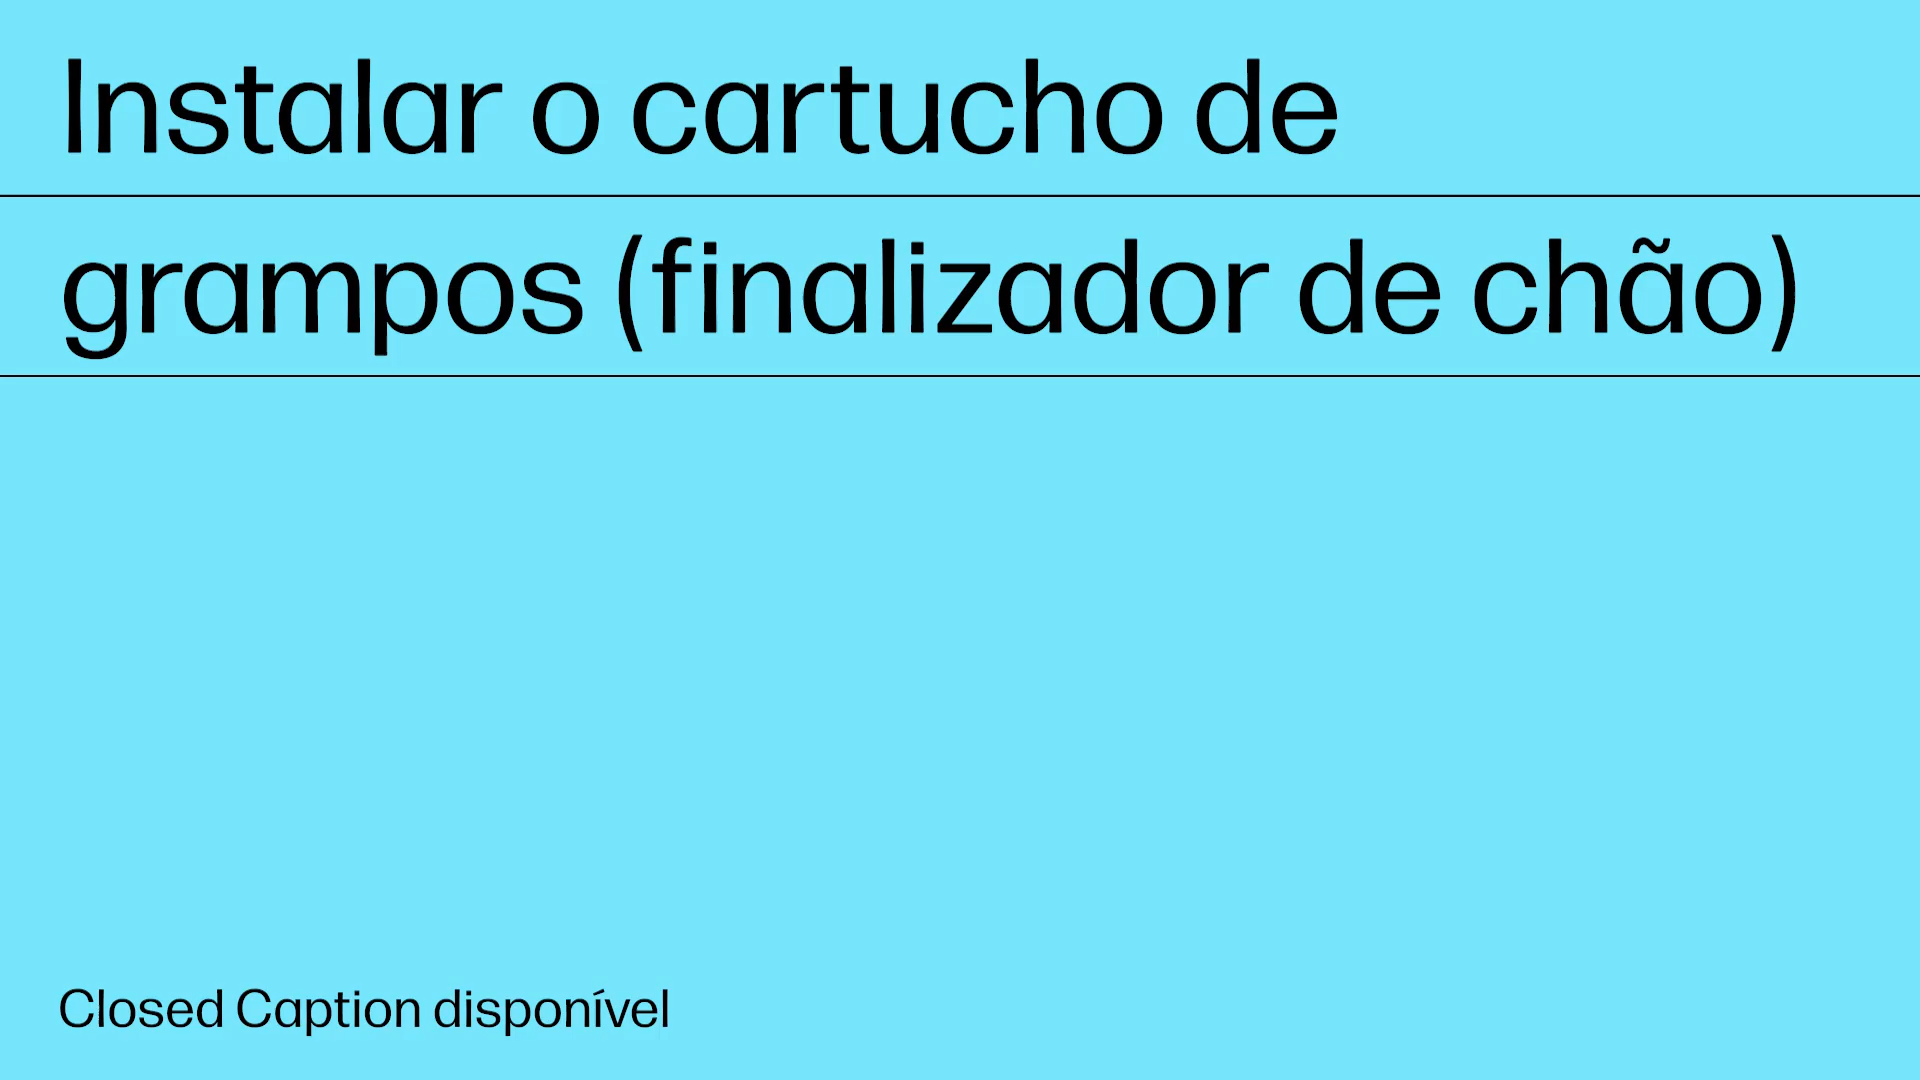 Instalar o cartucho de
grampos (finalizador de chão)
Closed Caption disponível